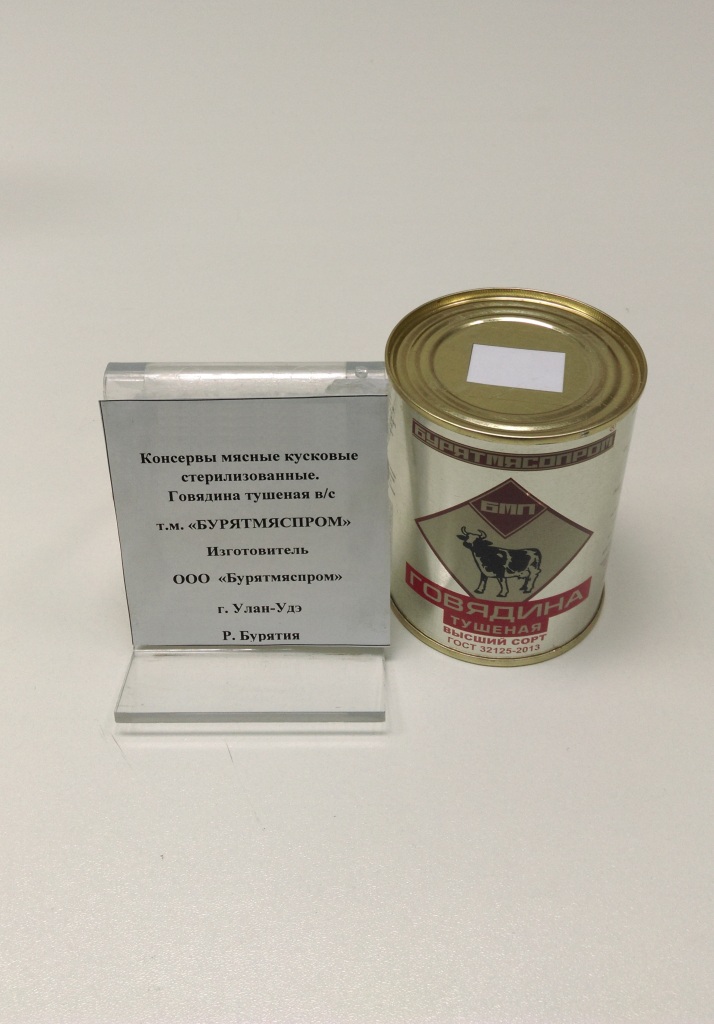 Консервы мясные кусковые
стерилизованные.
Говядина тушеная в/с
т.м. «БУРЯТМЯСПРОМ»
Изготовитель
ООО «Бурятмяспром»
г. Улан-Удэ
Р. Бурятия
БУРЯТМЯСОПРОМ
БМП
ГОВЯДИНА
ТУШЕНАЯ
ВЫСШИЙ СОРТ
ГОСТ 32125-2013